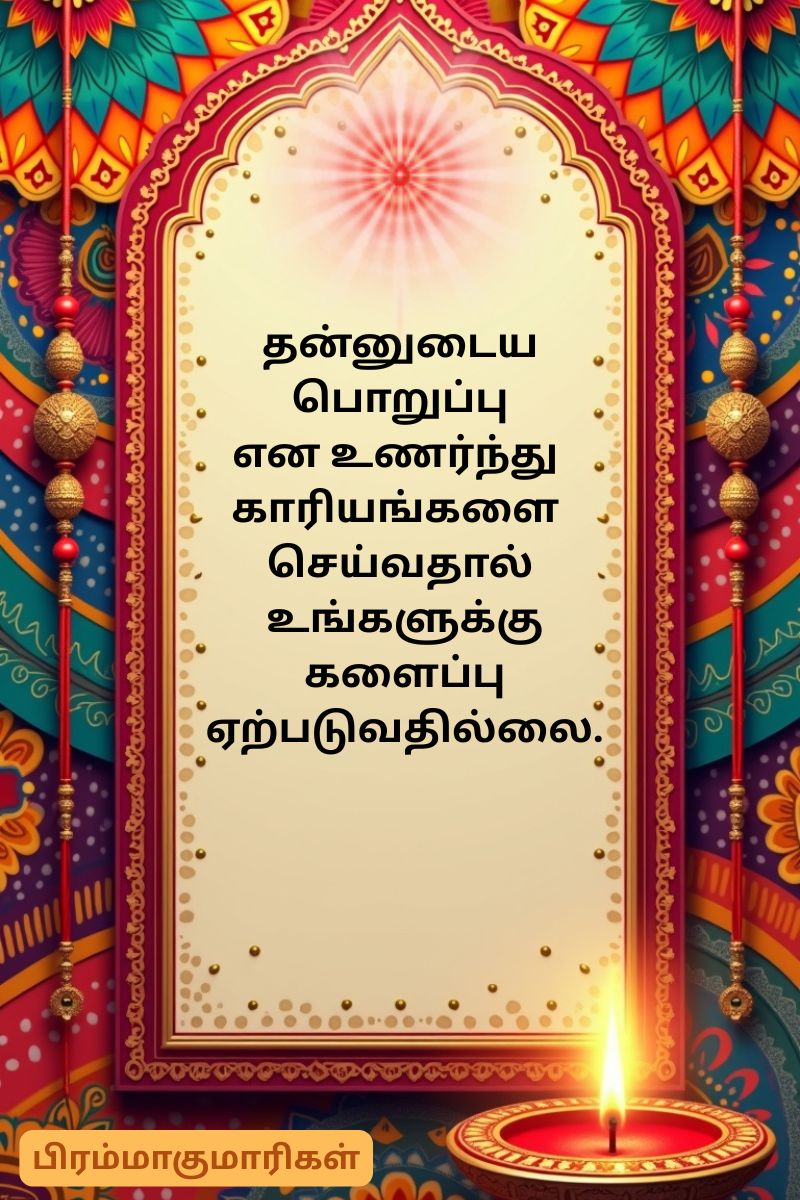 தன்னுடைய
பொறுப்பு
என உணர்ந்து
காரியங்களை
செய்வதால்
உங்களுக்கு
களைப்பு
ஏற்படுவதில்லை.
பிரம்மாகுமாரிகள்